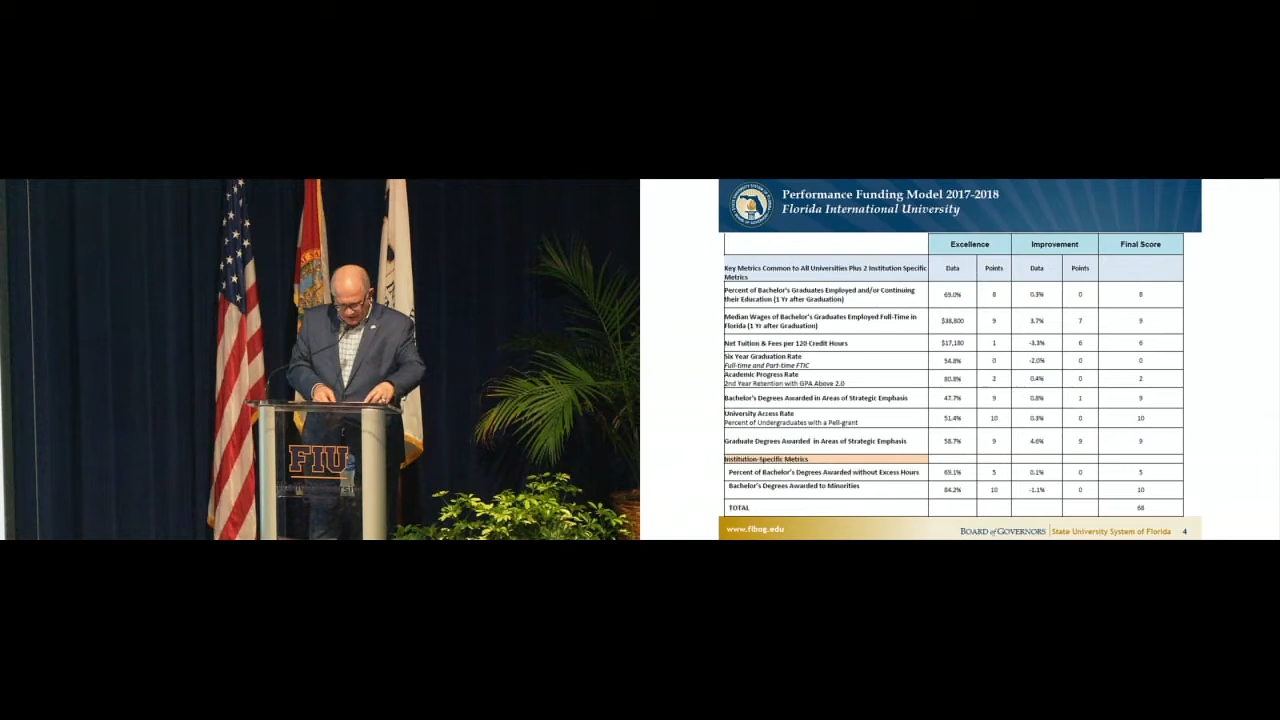 FIU
Performance Funding Model 2017-2018
Florida International University
Excellence Improvement Final Score
Key Metrics Common to All Universities Plus 2 Institution Specific
Metrics
Data Points Data Points
Percent of Bachelor's Graduates Employed and/or Continuing
their Education (1 Yr after Graduation)
69.0% 8 0.3% 0 8
Median Wages of Bachelor's Graduates Employed Full-Time in
Florida (1 Yr after Graduation)
$38,800 9 3.7% 7 9
Net Tuition & Fees per 120 Credit Hours $17,180 1 -3.3% 6 6
Six Year Graduation Rate
Full-time and Part-time FTIC
54.8% 0 -2.0% 0 0
Academic Progress Rate
2nd Year Retention with GPA Above 2.0
80.8% 2 0.4% 0 2
Bachelor's Degrees Awarded in Areas of Strategic Emphasis 47.7% 9 0.8% 1 9
University Access Rate
Percent of Undergraduates with a Pell-grant
51.4% 10 0.3% 0 10
Graduate Degrees Awarded in Areas of Strategic Emphasis 58.7% 9 4.6% 9 9
Institution-Specific Metrics
Percent of Bachelor's Degrees Awarded without Excess Hours 69.1% 5 0.1% 0 5
Bachelor's Degrees Awarded to Minorities 84.2% 10 -1.1% 0 10
TOTAL 68
www.flbog.edu
BOARD of GOVERNORS State University System of Florida 4